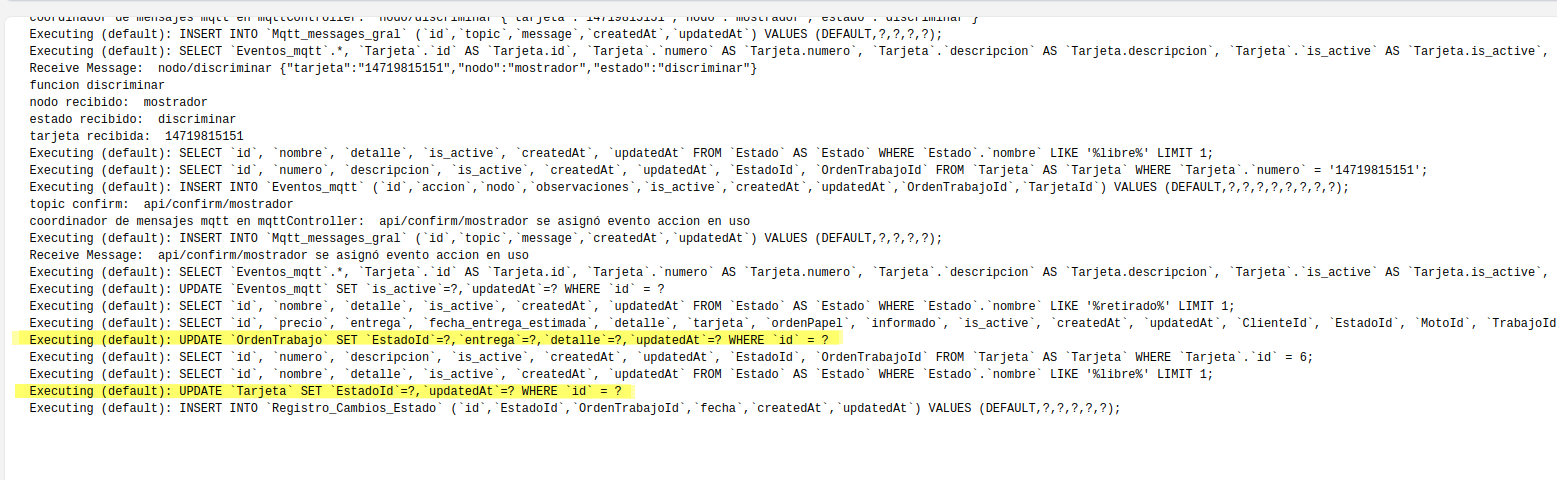 coordinador de mensajes mqtt en mqttController:  nodo/discriminar {"tarjeta":"14719815151","nodo":"mostrador","estado":"discriminar"}
Executing (default): INSERT INTO `Mqtt_messages_gral` (`id`,`topic`,`message`,`createdAt`,`updatedAt`) VALUES (DEFAULT,?,?,?,?);
Executing (default): SELECT `Eventos_mqtt`.*, `Tarjeta`.`id` AS `Tarjeta.id`, `Tarjeta`.`numero` AS `Tarjeta.numero`, `Tarjeta`.`descripcion` AS `Tarjeta.descripcion`, `Tarjeta`.`is_active` AS `Tarjeta.is_active`,
Receive Message:  nodo/discriminar {"tarjeta":"14719815151","nodo":"mostrador","estado":"discriminar"}
funcion discriminar
nodo recibido:  mostrador
estado recibido:  discriminar
tarjeta recibida:  14719815151
Executing (default): SELECT `id`, `nombre`, `detalle`, `is_active`, `createdAt`, `updatedAt` FROM `Estado` AS `Estado` WHERE `Estado`.`nombre` LIKE '%libre%' LIMIT 1;
Executing (default): SELECT `id`, `numero`, `descripcion`, `is_active`, `createdAt`, `updatedAt`, `EstadoId`, `OrdenTrabajoId` FROM `Tarjeta` AS `Tarjeta` WHERE `Tarjeta`.`numero` = '14719815151';
Executing (default): INSERT INTO `Eventos_mqtt` (`id`,`accion`,`nodo`,`observaciones`,`is_active`,`createdAt`,`updatedAt`,`OrdenTrabajoId`,`TarjetaId`) VALUES (DEFAULT,?,?,?,?,?,?,?,?);
topic confirm:  api/confirm/mostrador
coordinador de mensajes mqtt en mqttController:  api/confirm/mostrador se asignó evento accion en uso
Executing (default): INSERT INTO `Mqtt_messages_gral` (`id`,`topic`,`message`,`createdAt`,`updatedAt`) VALUES (DEFAULT,?,?,?,?);
Receive Message:  api/confirm/mostrador se asignó evento accion en uso
Executing (default): SELECT `Eventos_mqtt`.*, `Tarjeta`.`id` AS `Tarjeta.id`, `Tarjeta`.`numero` AS `Tarjeta.numero`, `Tarjeta`.`descripcion` AS `Tarjeta.descripcion`, `Tarjeta`.`is_active` AS `Tarjeta.is_active`,
Executing (default): UPDATE `Eventos_mqtt` SET `is_active`=?,`updatedAt`=? WHERE `id` = ?
Executing (default): SELECT `id`, `nombre`, `detalle`, `is_active`, `createdAt`, `updatedAt` FROM `Estado` AS `Estado` WHERE `Estado`.`nombre` LIKE '%retirado%' LIMIT 1;
Executing (default): SELECT `id`, `precio`, `entrega`, `fecha_entrega_estimada`, `detalle`, `tarjeta`, `ordenPapel`, `informado`, `is_active`, `createdAt`, `updatedAt`, `ClienteId`, `EstadoId`, `MotoId`, `TrabajoId
Executing (default): UPDATE `OrdenTrabajo` SET `EstadoId`=?,`entrega`=?,`detalle`=?,`updatedAt`=? WHERE `id` = ?
Executing (default): SELECT `id`, `numero`, `descripcion`, `is_active`, `createdAt`, `updatedAt`, `EstadoId`, `OrdenTrabajoId` FROM `Tarjeta` AS `Tarjeta` WHERE `Tarjeta`.`id` = 6;
Executing (default): SELECT `id`, `nombre`, `detalle`, `is_active`, `createdAt`, `updatedAt` FROM `Estado` AS `Estado` WHERE `Estado`.`nombre` LIKE '%libre%' LIMIT 1;
Executing (default): UPDATE `Tarjeta` SET `EstadoId`=?,`updatedAt`=? WHERE `id` = ?
Executing (default): INSERT INTO `Registro_Cambios_Estado` (`id`,`EstadoId`,`OrdenTrabajoId`,`fecha`,`createdAt`,`updatedAt`) VALUES (DEFAULT,?,?,?,?,?);